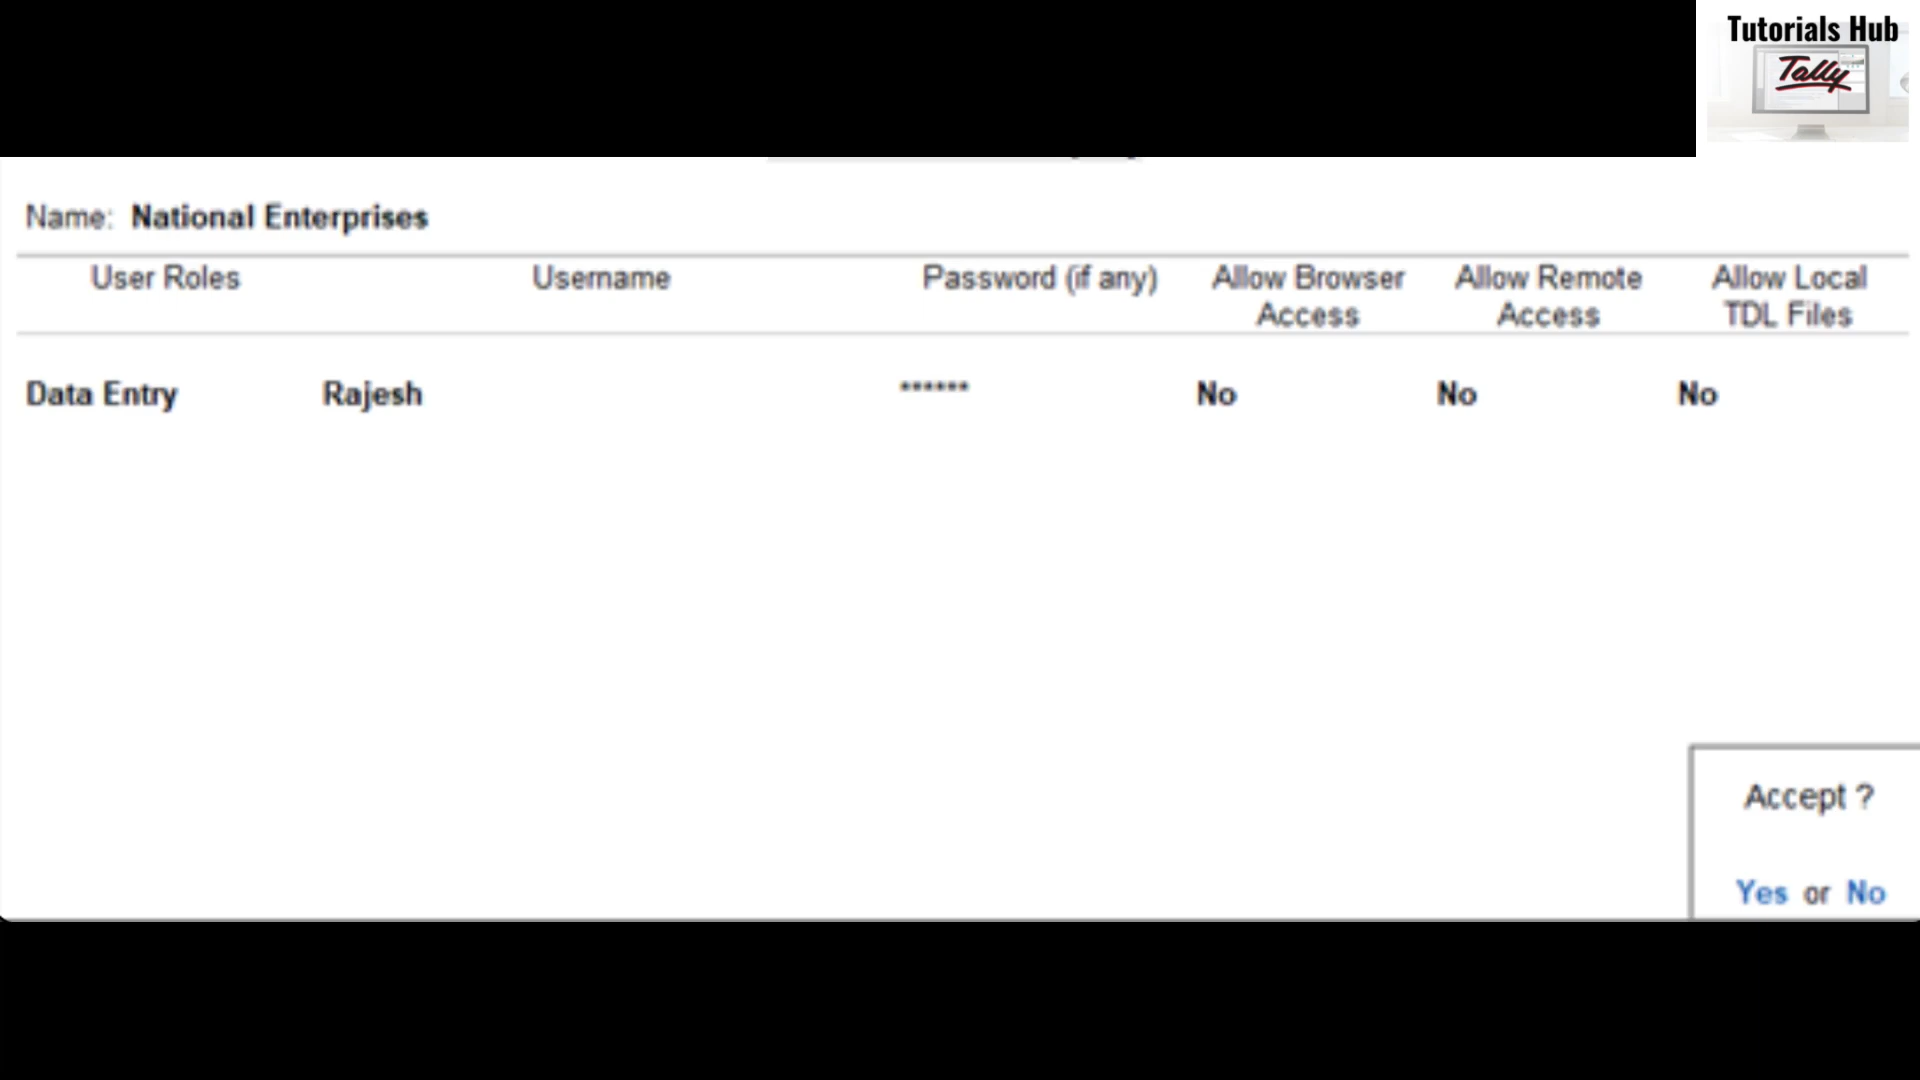 Tutorials Hub
Tally
Name: National Enterprises
User Roles Username Password (if any) Allow Browser Access Allow Remote Access Allow Local TDL Files
Data Entry Rajesh ****** No No No
Accept ?
Yes or No